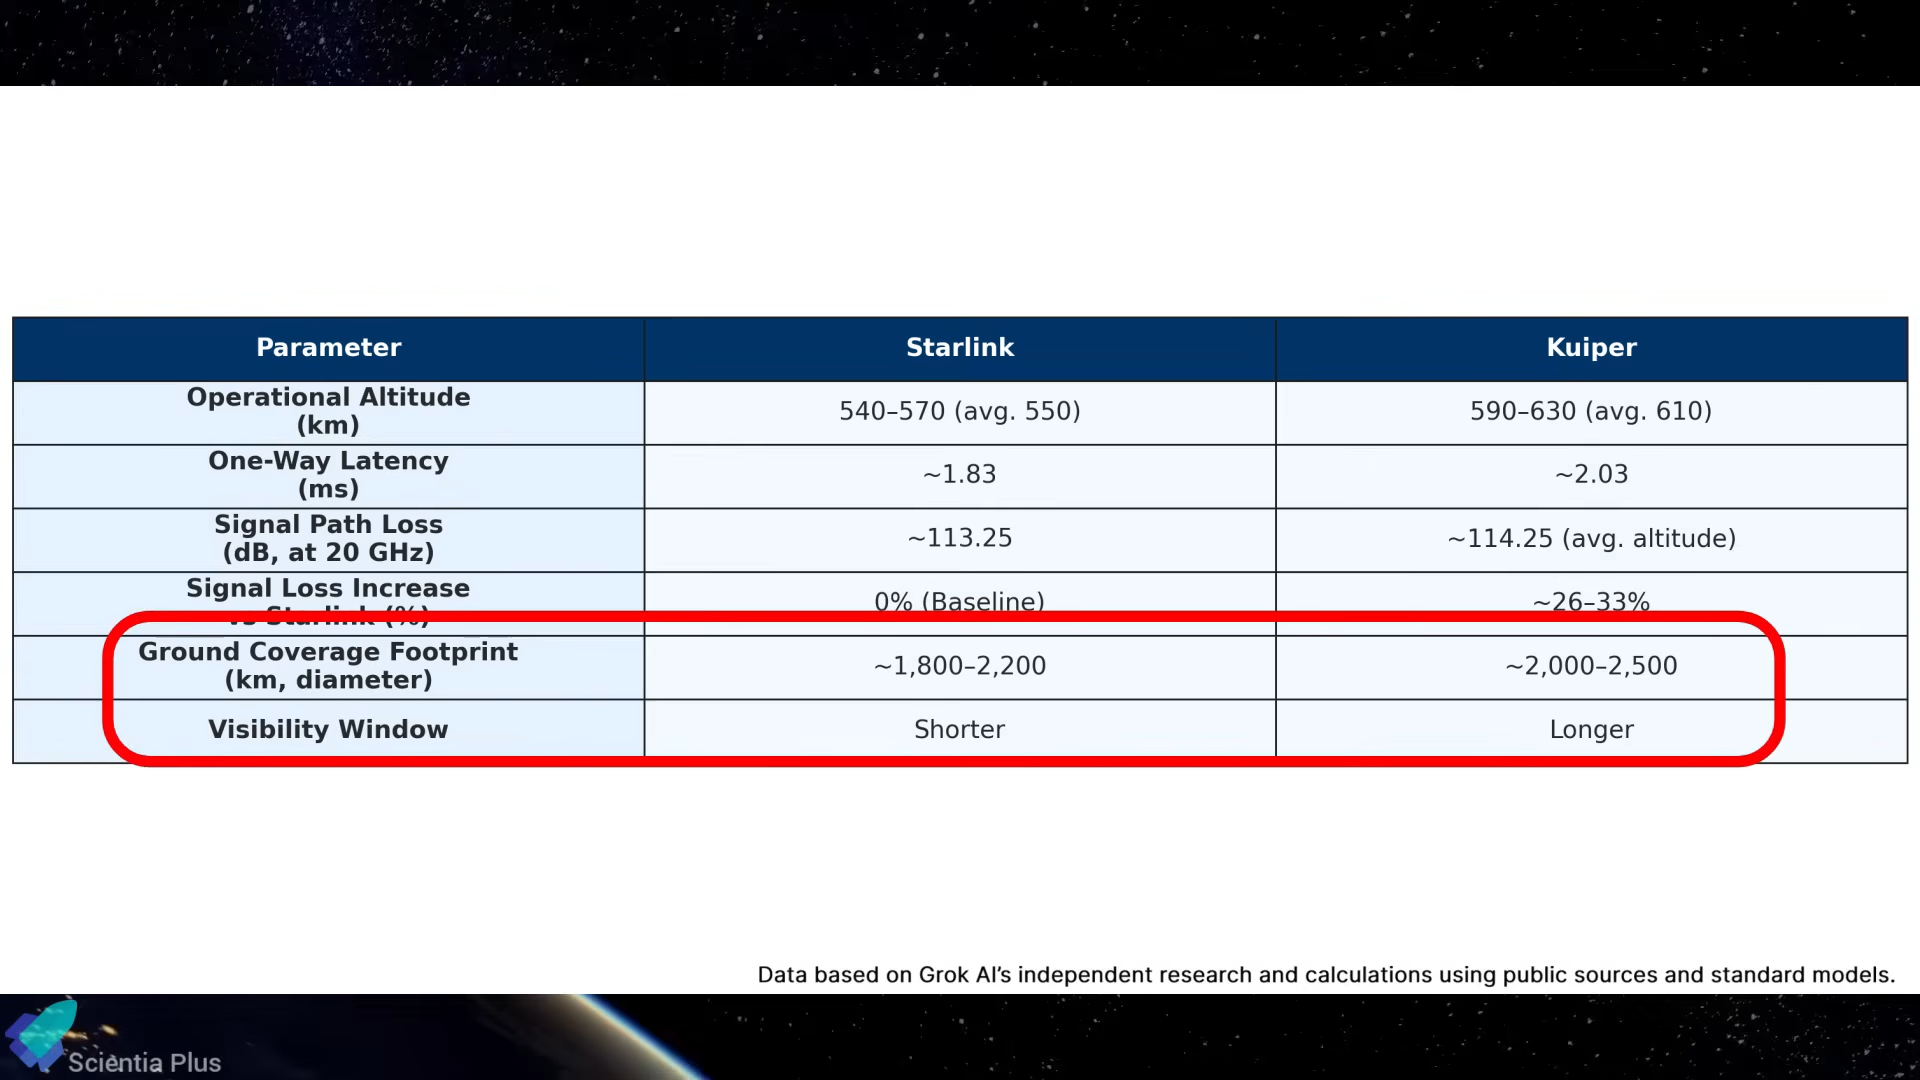 Parameter Starlink Kuiper
Operational Altitude
(km) 540–570 (avg. 550) 590–630 (avg. 610)
One-Way Latency
(ms) ~1.83 ~2.03
Signal Path Loss
(dB, at 20 GHz) ~113.25 ~114.25 (avg. altitude)
Signal Loss Increase
vs Starlink (%) 0% (Baseline) ~26–33%
Ground Coverage Footprint
(km, diameter) ~1,800–2,200 ~2,000–2,500
Visibility Window Shorter Longer
Data based on Grok AI’s independent research and calculations using public sources and standard models.
Scientia Plus